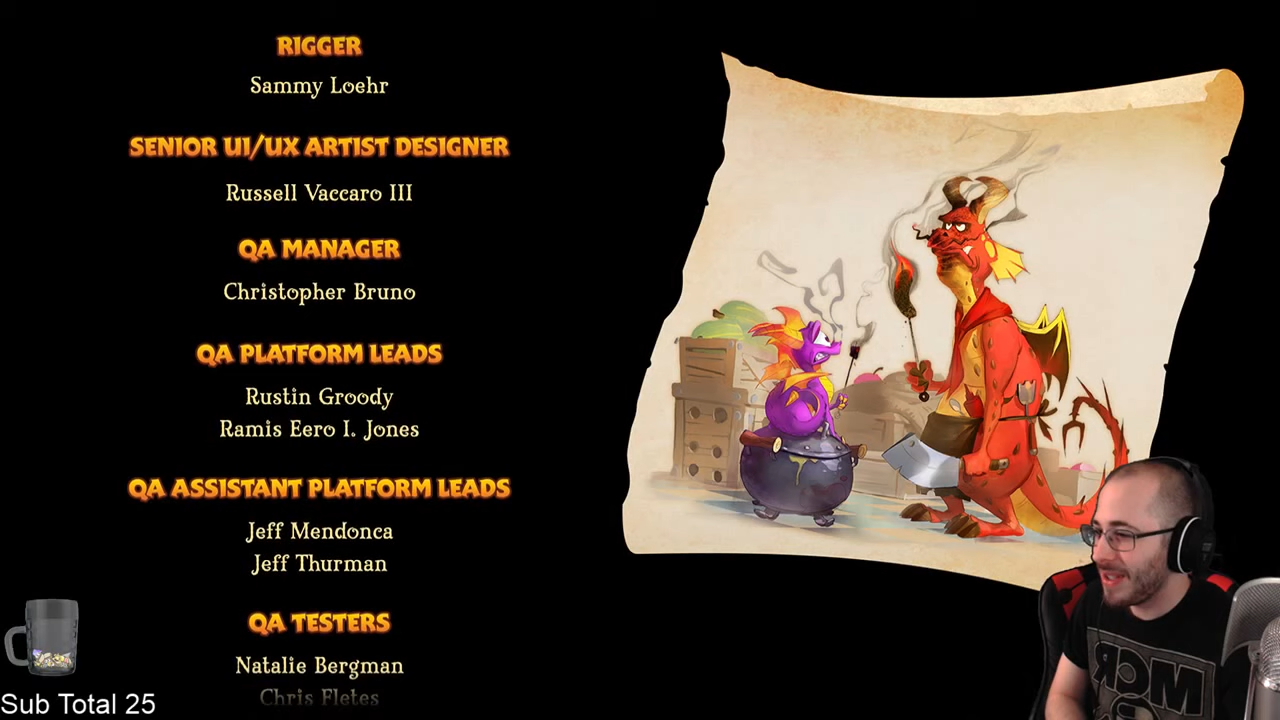 RIGGER
Sammy Loehr
SENIOR UI/UX ARTIST DESIGNER
Russell Vaccaro III
QA MANAGER
Christopher Bruno
QA PLATFORM LEADS
Rustin Groody
Ramis Eero I. Jones
QA ASSISTANT PLATFORM LEADS
Jeff Mendonca
Jeff Thurman
QA TESTERS
Natalie Bergman
Chris Fletes
Sub Total 25
MCR